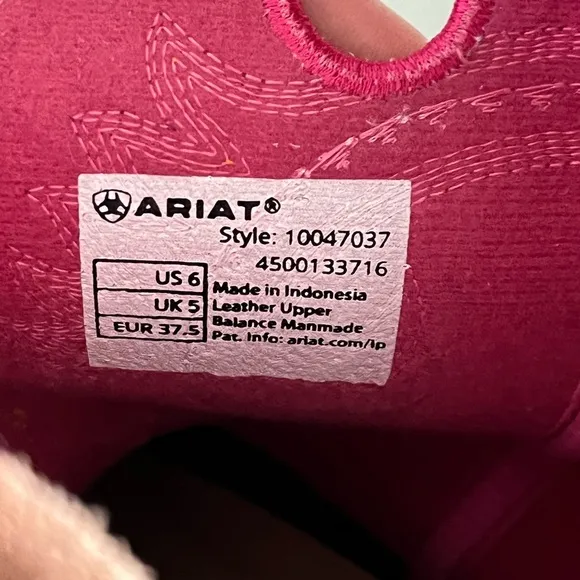 ARIAT®
Style: 10047037
4500133716
US 6
UK 5
EUR 37.5
Made in Indonesia
Leather Upper
Balance Manmade
Pat. Info: ariat.com/ip